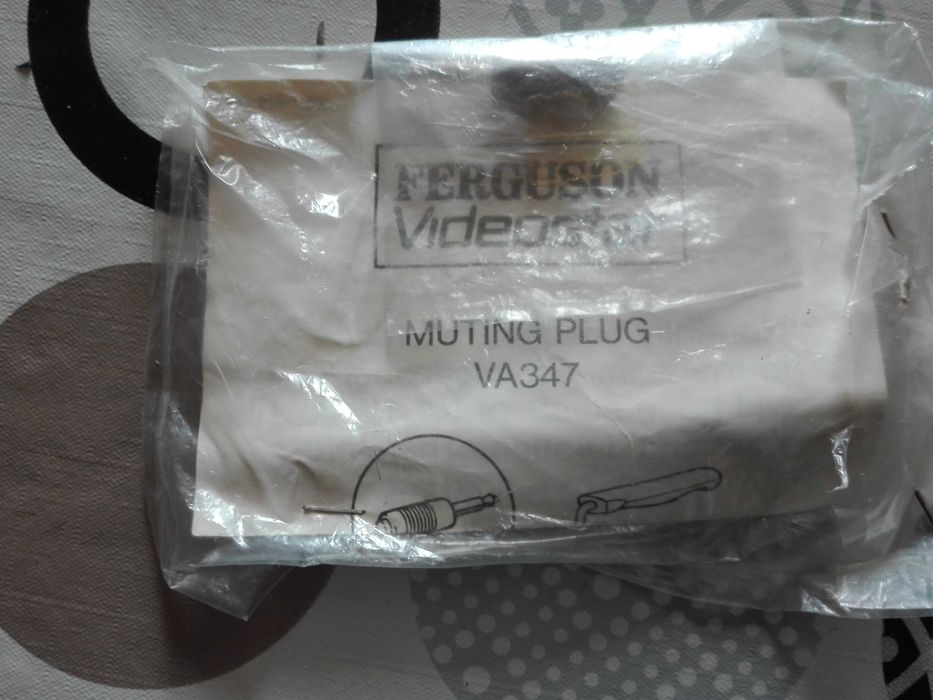 FERGUSON
Videostar
MUTING PLUG
VA347